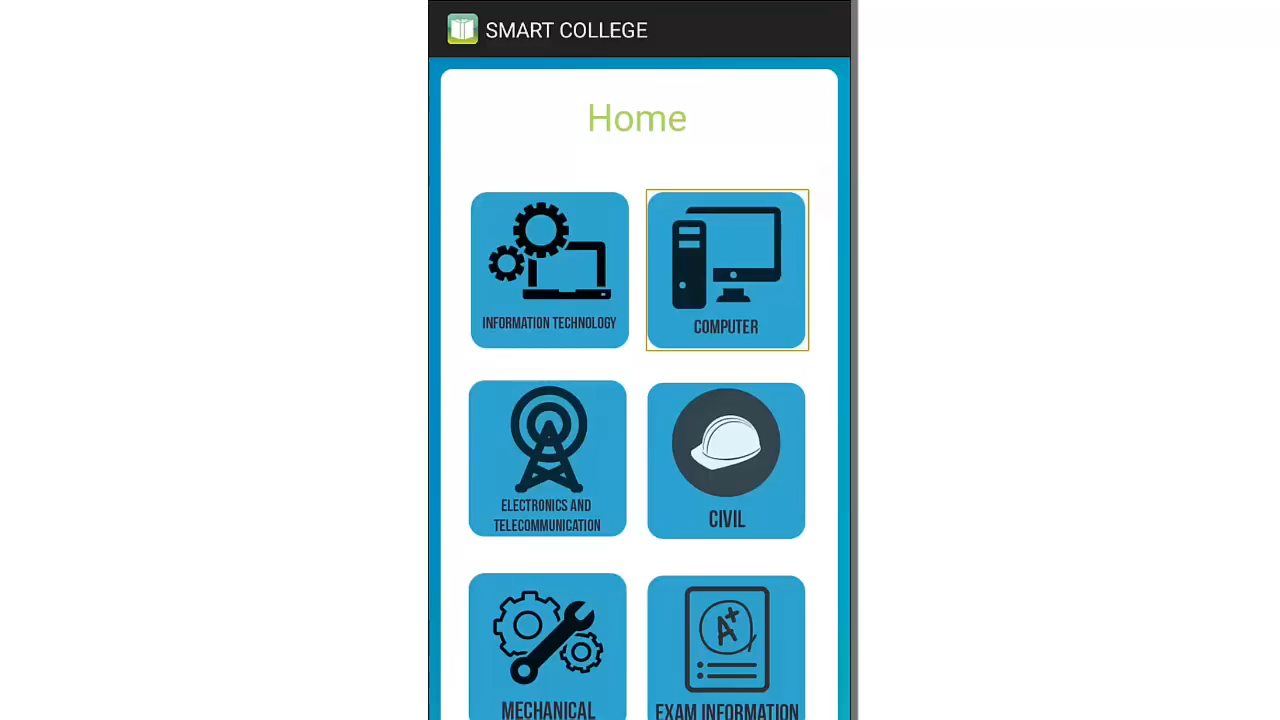 SMART COLLEGE
Home
INFORMATION TECHNOLOGY
COMPUTER
ELECTRONICS AND
TELECOMMUNICATION
CIVIL
A+
MECHANICAL
EXAM INFORMATION